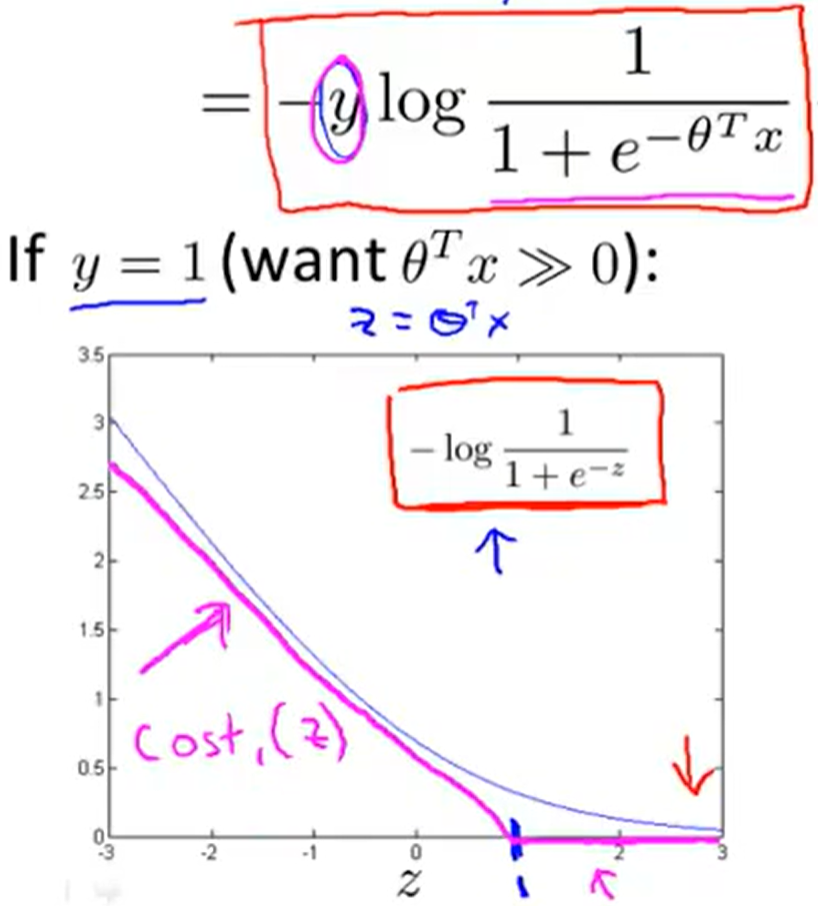 = −y log 1 / (1 + e^{−θ^T x})
If y = 1 (want θ^T x ≫ 0):
z = θ^T x
− log 1 / (1 + e^{−z})
3.5
3
2.5
2
1.5
1
0.5
0
cost₁(z)
-3 -2 -1 0 2 3
1
z